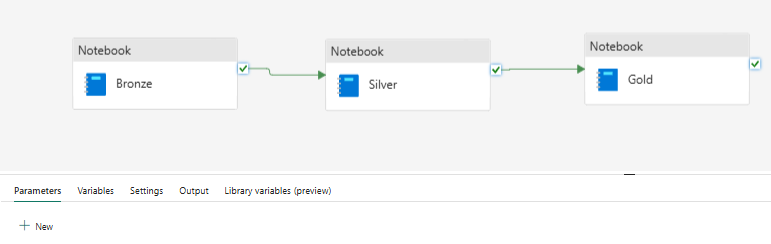 Notebook
Bronze
Notebook
Silver
Notebook
Gold
Parameters Variables Settings Output Library variables (preview)
New